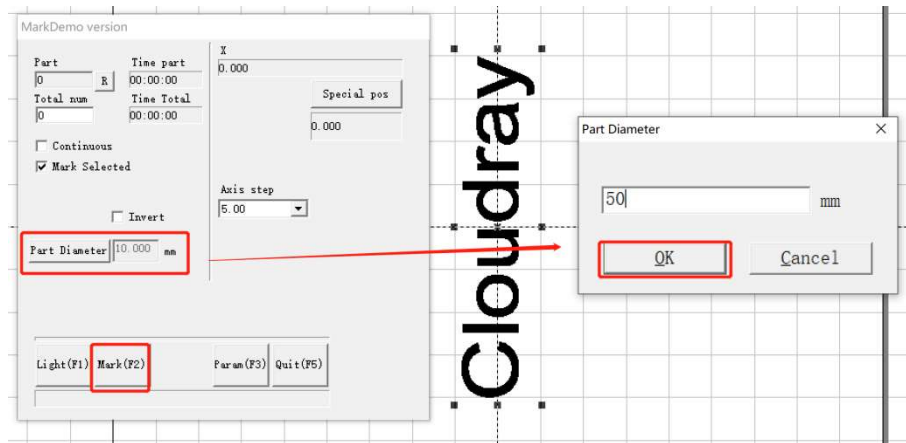 MarkDemo version
Part
Time part
0
R
00:00:00
Total num
Time Total
0
00:00:00
Continuous
Mark Selected
Invert
Part Diameter
10.000
mm
X
0.000
Special pos
0.000
Axis step
5.00
Light(F1)
Mark(F2)
Param(F3)
Quit(F5)
Cloudray
Part Diameter
50
mm
OK
Cancel